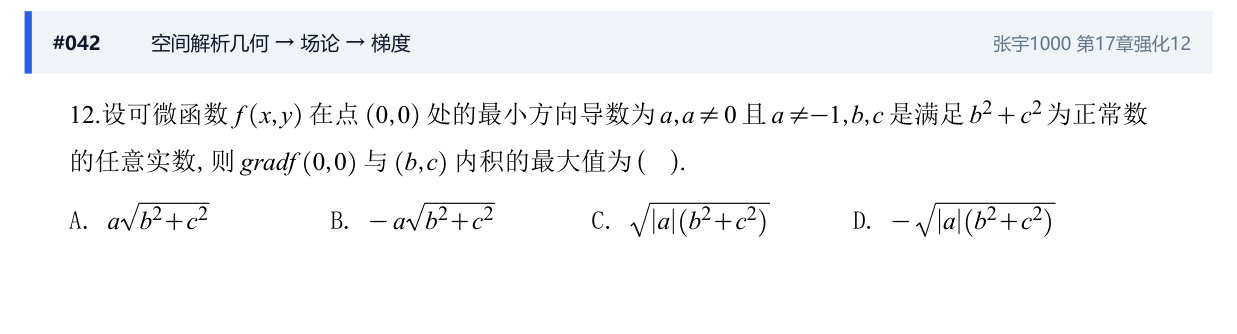 #042 空间解析几何 → 场论 → 梯度 张宇1000 第17章强化12
12.设可微函数 f(x,y) 在点 (0,0) 处的最小方向导数为 a,a≠0 且 a≠−1,b,c 是满足 b²+c² 为正常数
的任意实数, 则 gradf(0,0) 与 (b,c) 内积的最大值为( ).
A. a√(b²+c²) B. −a√(b²+c²) C. √(|a|(b²+c²)) D. −√(|a|(b²+c²))